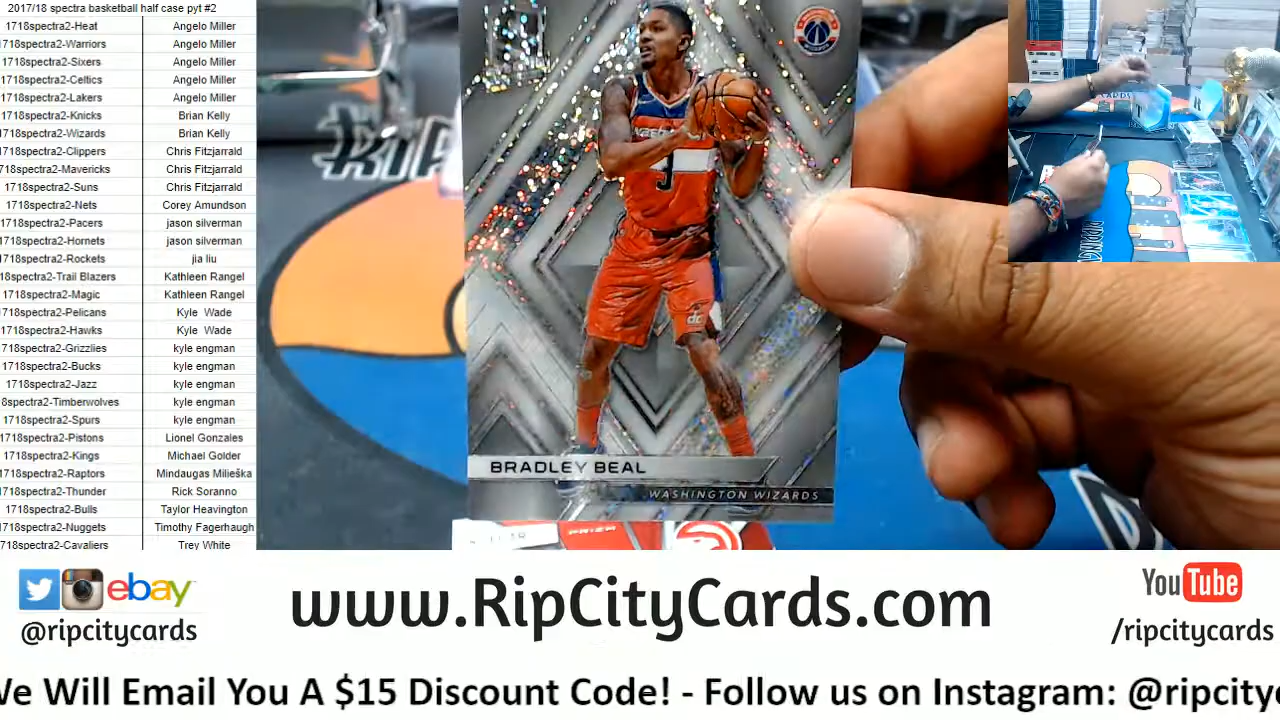 2017/18 spectra basketball half case pyt #2
1718spectra2-Heat Angelo Miller
1718spectra2-Warriors Angelo Miller
1718spectra2-Sixers Angelo Miller
1718spectra2-Celtics Angelo Miller
1718spectra2-Lakers Angelo Miller
1718spectra2-Knicks Brian Kelly
1718spectra2-Wizards Brian Kelly
1718spectra2-Clippers Chris Fitzjarrald
1718spectra2-Mavericks Chris Fitzjarrald
1718spectra2-Suns Chris Fitzjarrald
1718spectra2-Nets Corey Amundson
1718spectra2-Pacers jason silverman
1718spectra2-Hornets jason silverman
1718spectra2-Rockets jia liu
18spectra2-Trail Blazers Kathleen Rangel
1718spectra2-Magic Kathleen Rangel
1718spectra2-Pelicans Kyle Wade
1718spectra2-Hawks Kyle Wade
1718spectra2-Grizzlies kyle engman
1718spectra2-Bucks kyle engman
1718spectra2-Jazz kyle engman
8spectra2-Timberwolves kyle engman
1718spectra2-Spurs kyle engman
1718spectra2-Pistons Lionel Gonzales
1718spectra2-Kings Michael Golder
1718spectra2-Raptors Mindaugas Milieška
1718spectra2-Thunder Rick Soranno
1718spectra2-Bulls Taylor Heavington
1718spectra2-Nuggets Timothy Fagerhaugh
718spectra2-Cavaliers Trey White
WIZARDS
3
BRADLEY BEAL
WASHINGTON WIZARDS
ebay
@ripcitycards
www.RipCityCards.com
YouTube
/ripcitycards
We Will Email You A $15 Discount Code! - Follow us on Instagram: @ripcityc